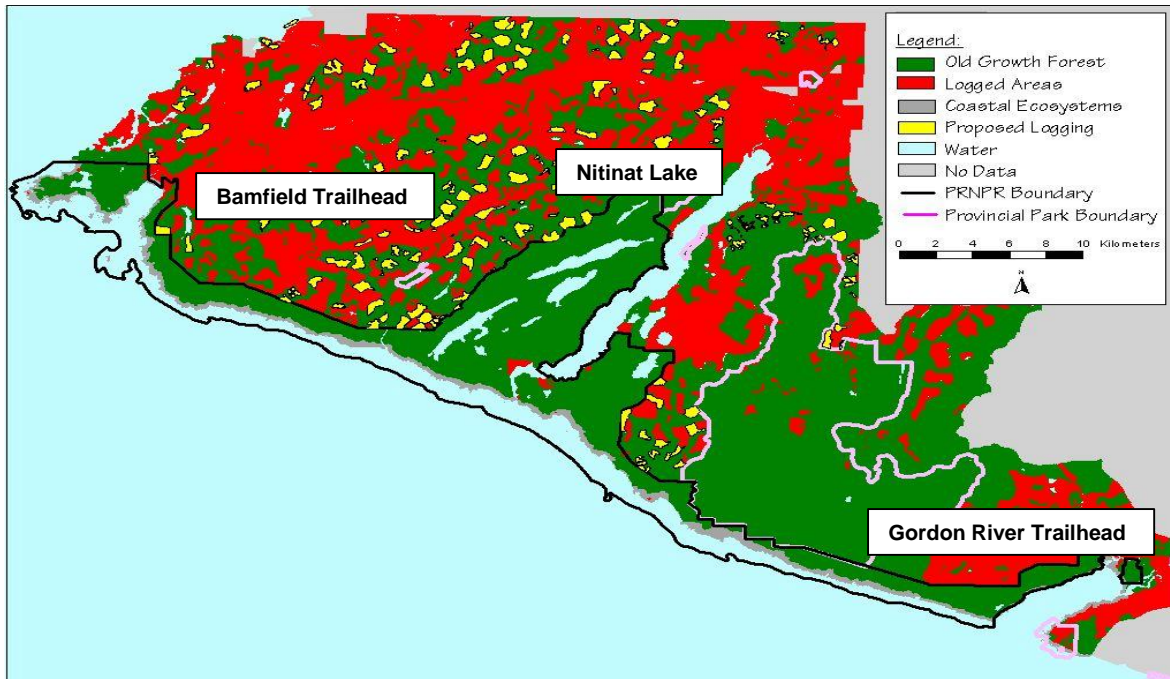 Legend:
Old Growth Forest
Logged Areas
Coastal Ecosystems
Proposed Logging
Water
No Data
PRNPR Boundary
Provincial Park Boundary
0 2 4 6 8 10 Kilometers
N
Nitinat Lake
Bamfield Trailhead
Gordon River Trailhead